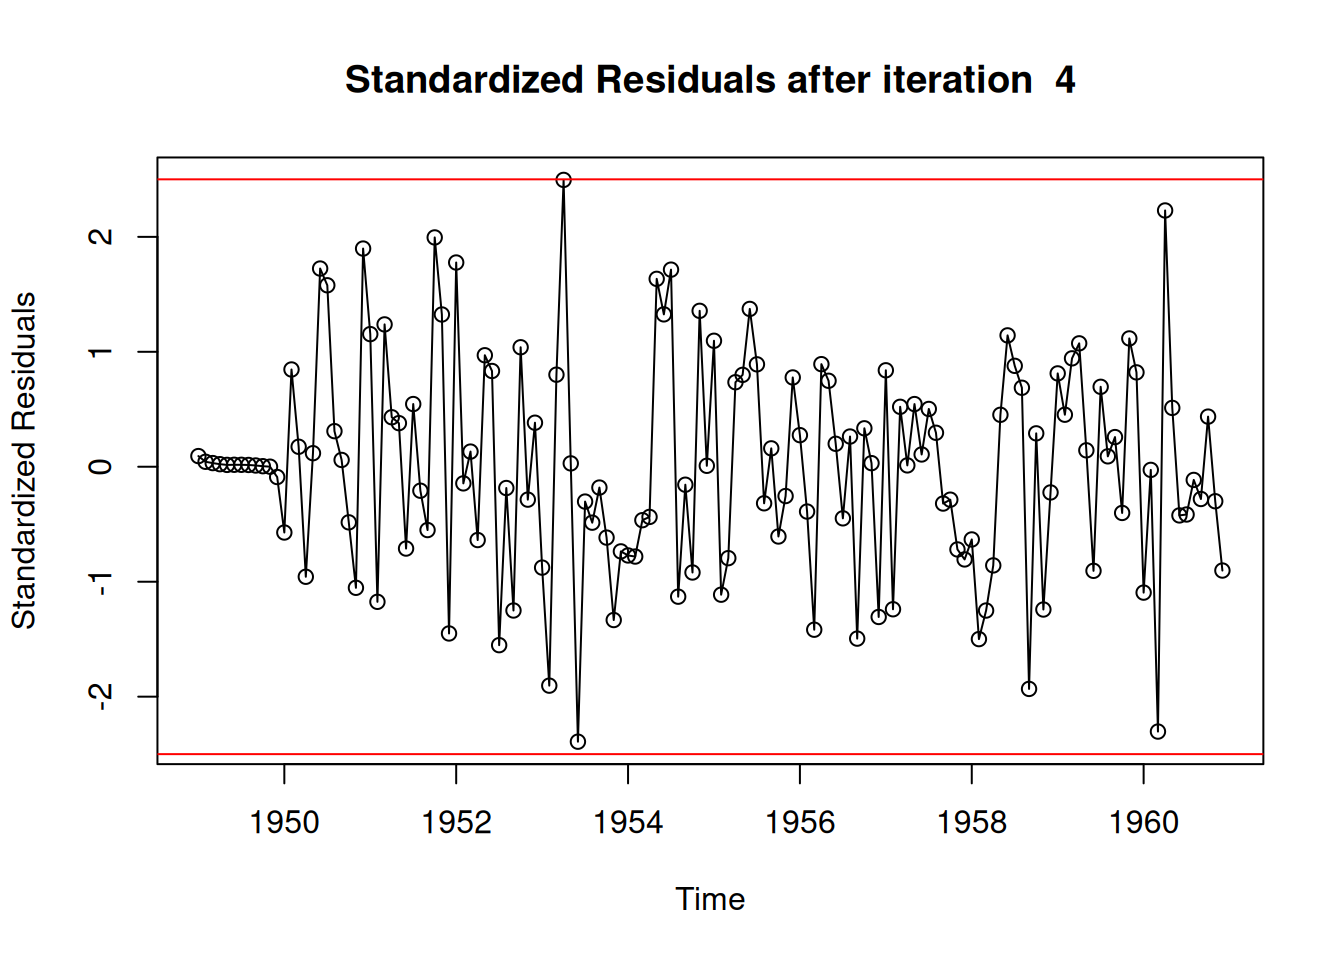 Standardized Residuals after iteration  4
Standardized Residuals
2
1
0
-1
-2
1950 1952 1954 1956 1958 1960
Time